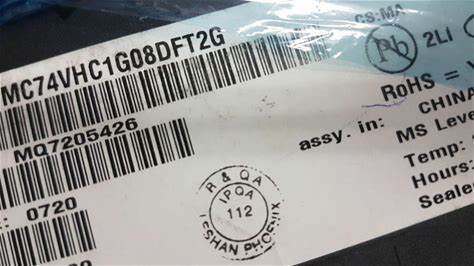 CS:MA
MC74VHC1G08DFT2G
Pb
2LI
RoHS =
MQ7205426
assy. in:
CHINA
MS Leve
0720
R & QA
IPQA
112
LESHAN PHOENIX
Temp:
Hours:
Seale